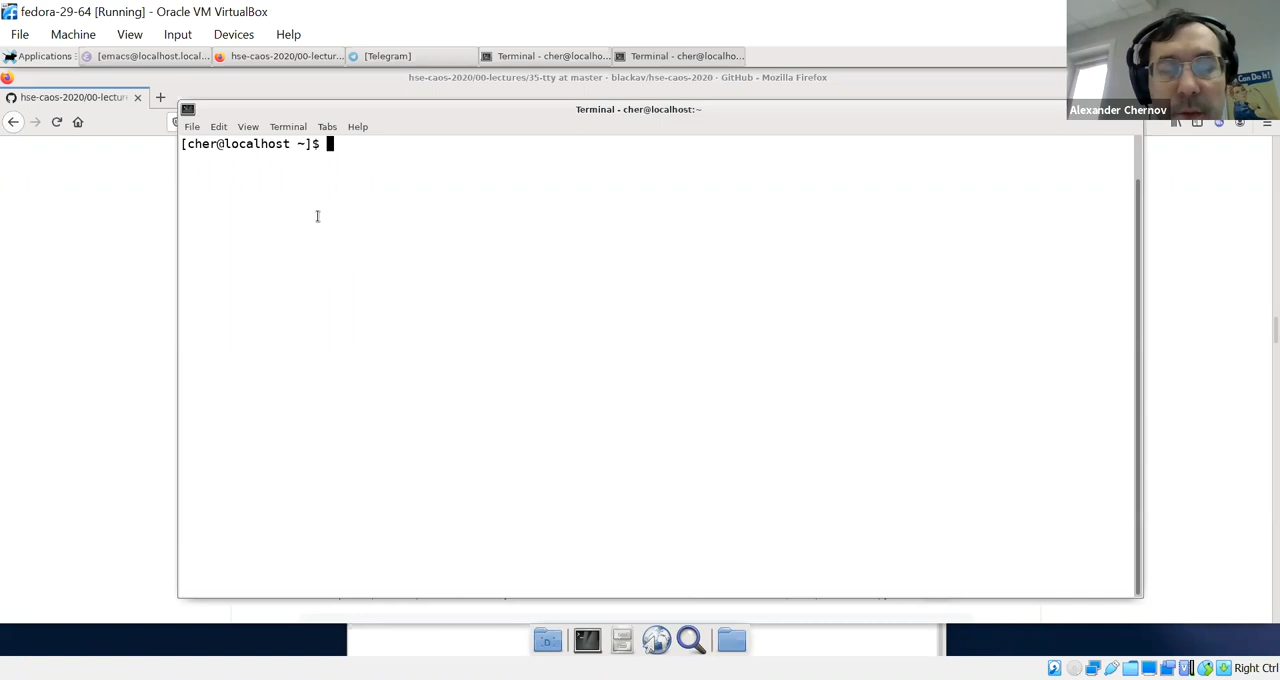 fedora-29-64 [Running] - Oracle VM VirtualBox
File Machine View Input Devices Help
Applications [emacs@localhost.local... hse-caos-2020/00-lectur... [Telegram] Terminal - cher@localho... Terminal - cher@localho...
hse-caos-2020/00-lectures/35-tty at master · blackav/hse-caos-2020 · GitHub - Mozilla Firefox
hse-caos-2020/00-lectur
Can Do It!
Alexander Chernov
Terminal - cher@localhost:~
File Edit View Terminal Tabs Help
[cher@localhost ~]$
Right Ctrl